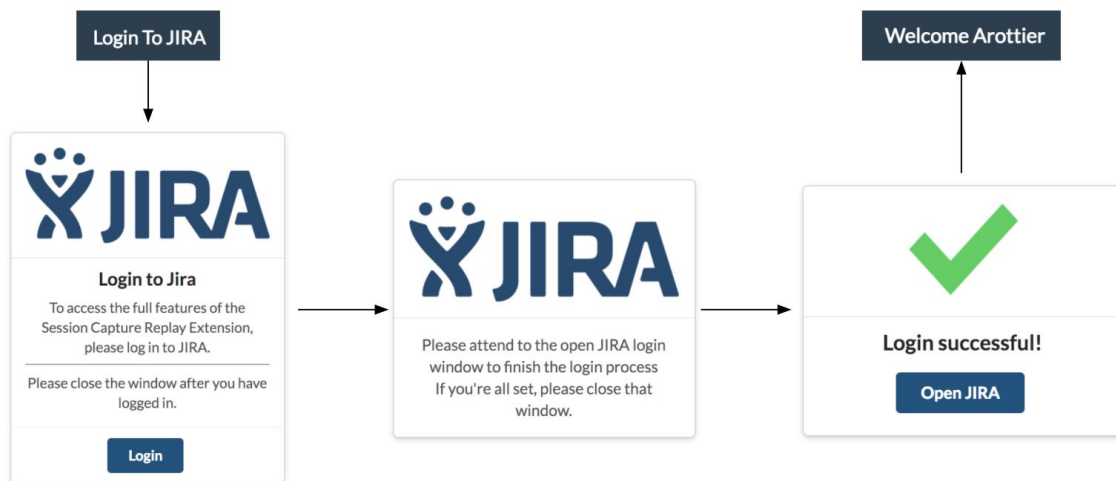 Login To JIRA
Welcome Arottier
JIRA
Login to Jira
To access the full features of the
Session Capture Replay Extension,
please log in to JIRA.
Please close the window after you have
logged in.
Login
JIRA
Please attend to the open JIRA login
window to finish the login process
If you're all set, please close that
window.
Login successful!
Open JIRA